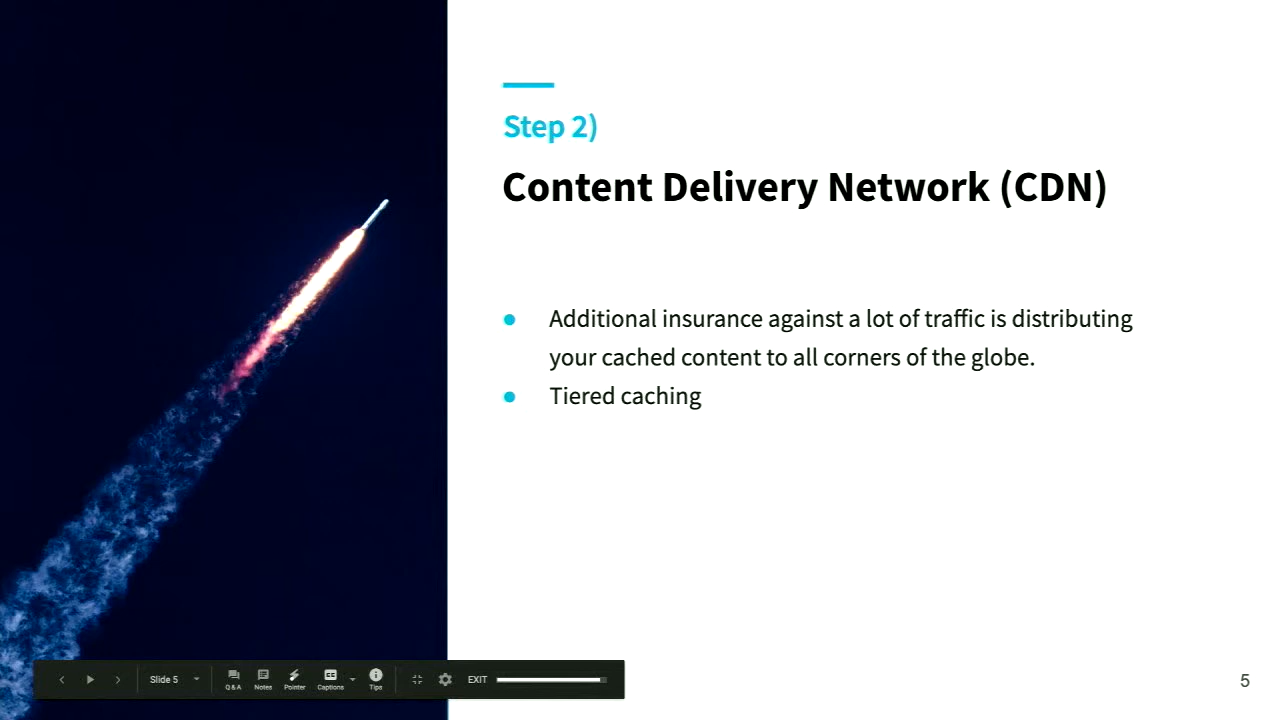 Step 2)
Content Delivery Network (CDN)
● Additional insurance against a lot of traffic is distributing
your cached content to all corners of the globe.
● Tiered caching
Slide 5
Q&A
Notes
Pointer
CC
Captions
Tips
EXIT
5